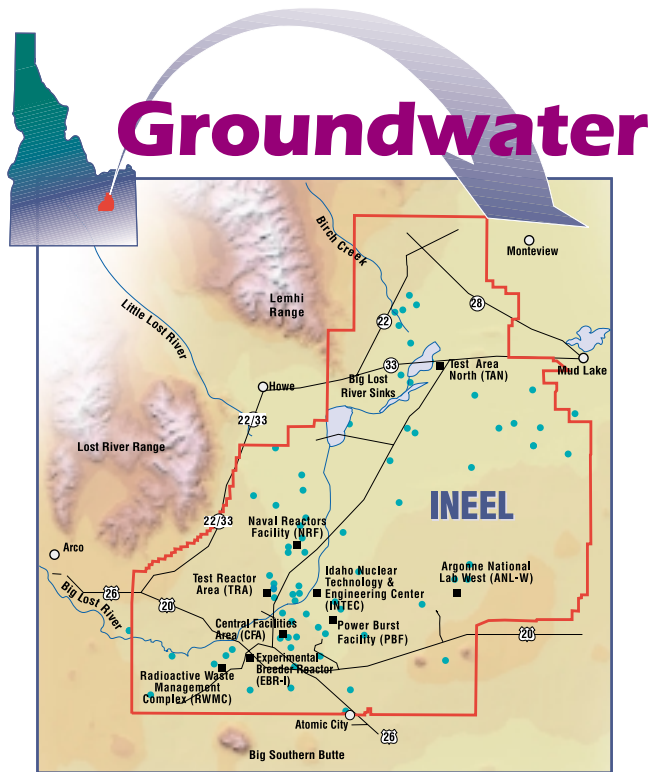 Groundwater
Birch Creek
Monteview
Lemhi
Range
28
22
Little Lost River
33
Test Area
North (TAN)
Mud Lake
Big Lost
River Sinks
Howe
22/33
Lost River Range
INEEL
22/33
Naval Reactors
Facility (NRF)
Arco
Idaho Nuclear
Technology &
Engineering Center
(INTEC)
Argonne National
Lab West (ANL-W)
Test Reactor
Area (TRA)
26
Big Lost River
20
Central Facilities
Area (CFA)
Power Burst
Facility (PBF)
20
Experimental
Breeder Reactor
(EBR-I)
Radioactive Waste
Management
Complex (RWMC)
Atomic City
26
Big Southern Butte